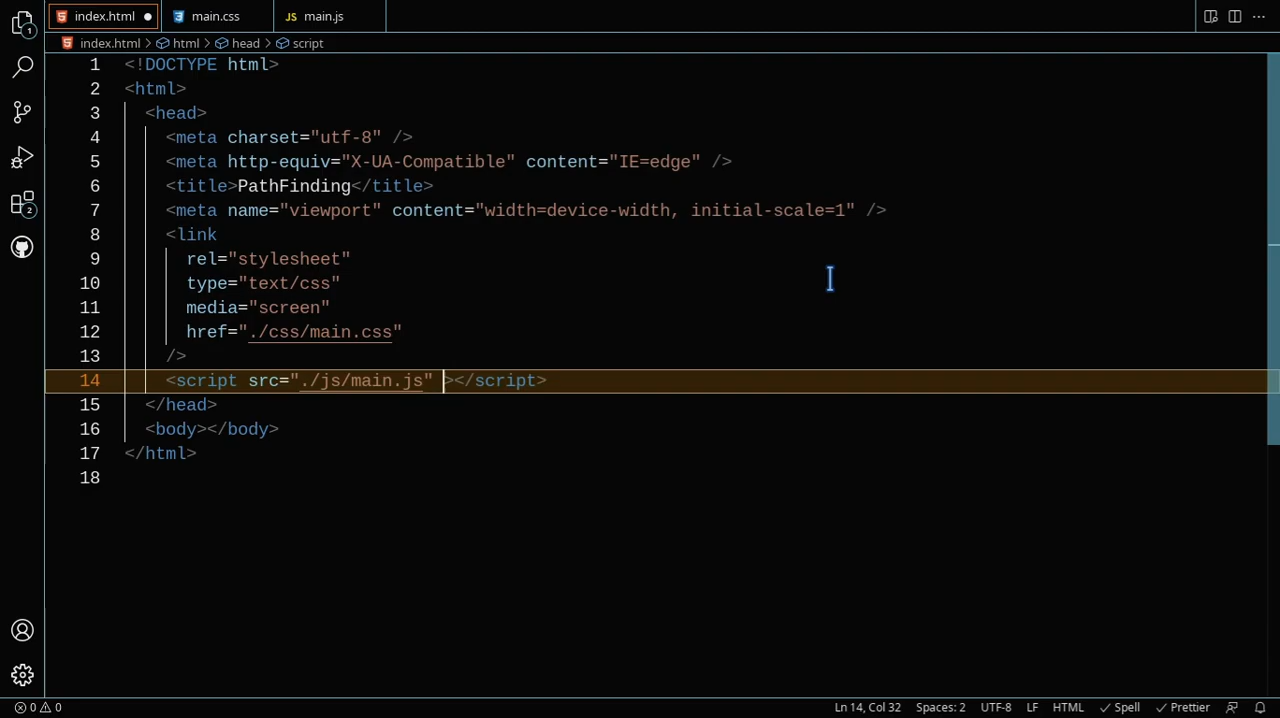 index.html
main.css
JS main.js
index.html > html > head > script
1 <!DOCTYPE html>
2 <html>
3 <head>
4 <meta charset="utf-8" />
5 <meta http-equiv="X-UA-Compatible" content="IE=edge" />
6 <title>PathFinding</title>
7 <meta name="viewport" content="width=device-width, initial-scale=1" />
8 <link
9 rel="stylesheet"
10 type="text/css"
11 media="screen"
12 href="./css/main.css"
13 />
14 <script src="./js/main.js" ></script>
15 </head>
16 <body></body>
17 </html>
18
1
2
0 0
Ln 14, Col 32 Spaces: 2 UTF-8 LF HTML Spell Prettier